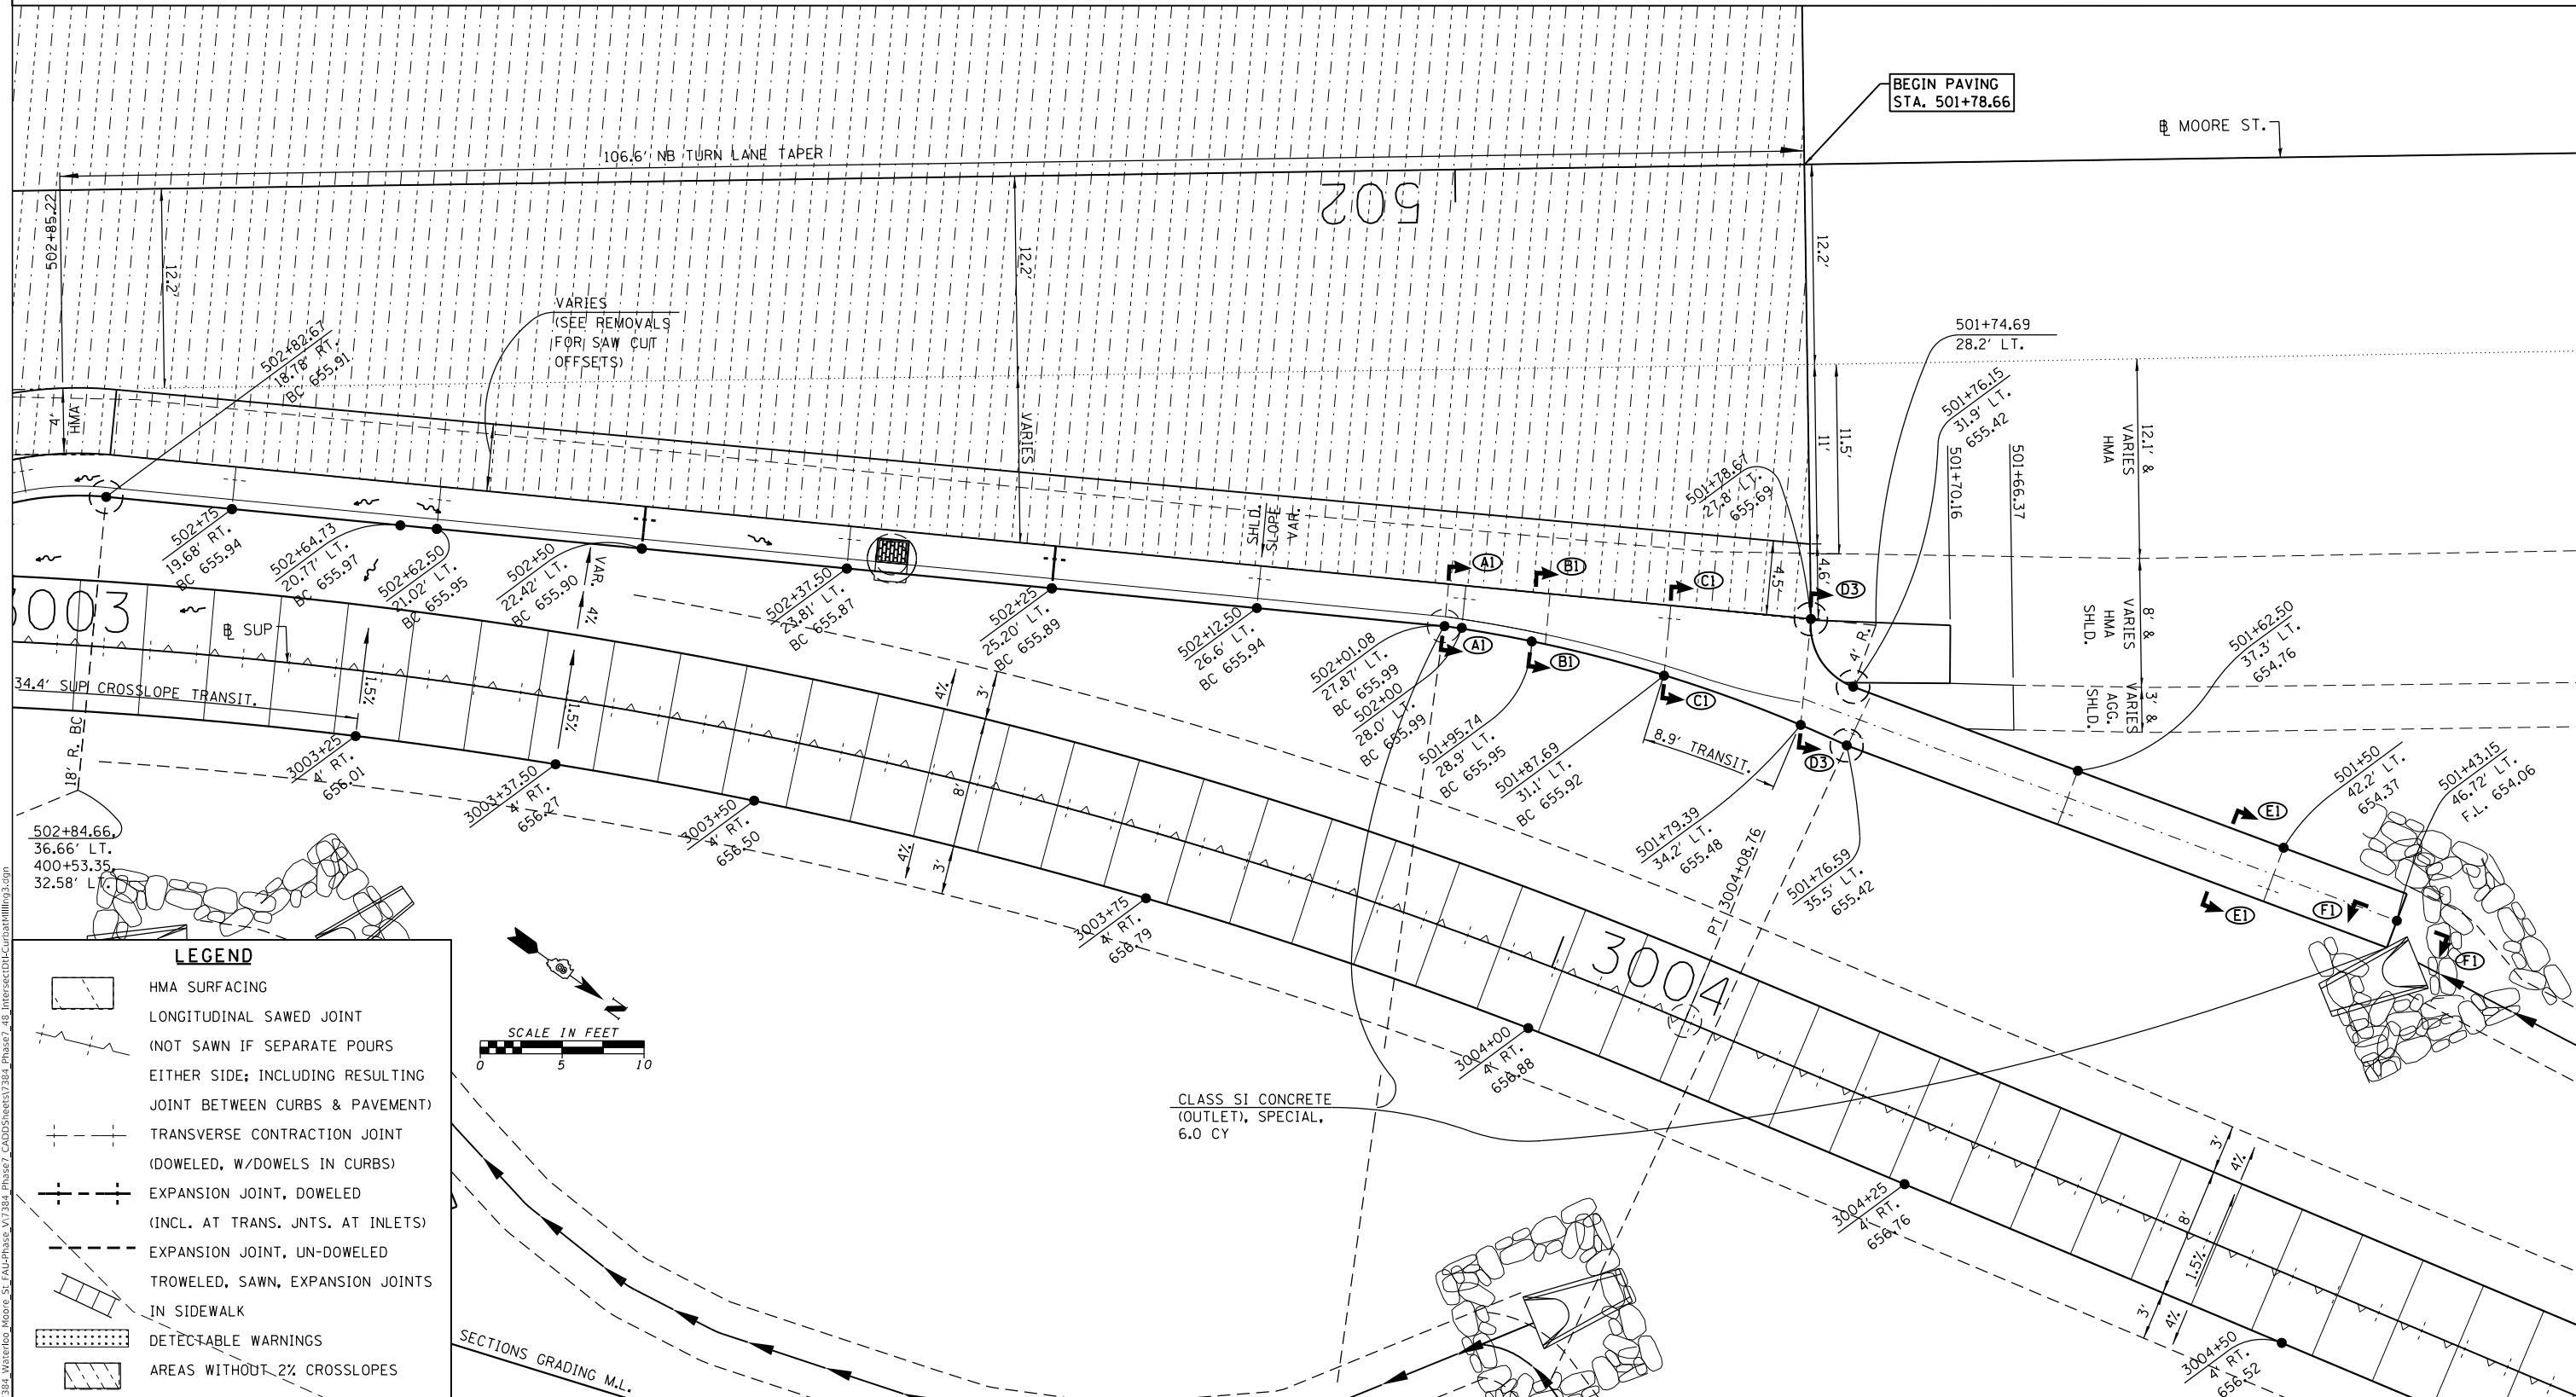 BEGIN PAVING
STA. 501+78.66
℄ MOORE ST.
106.6' NB TURN LANE TAPER
502
502+85.22
12.2'
12.2'
12.2'
VARIES
(SEE REMOVALS
FOR SAW CUT
OFFSETS)
502+82.67
18.78' RT.
BC 655.91
4'
HMA
VARIES
11'
11.5'
501+74.69
28.2' LT.
501+76.15
31.9' LT.
655.42
501+70.16
501+66.37
12.1' &
VARIES
HMA
8' &
VARIES
HMA
SHLD.
3' &
VARIES
AGG.
SHLD.
501+78.67
27.8' LT.
655.69
4.5'
4.6'
4' R.
SHLD.
SLOPE
VAR.
502+75
19.68' RT.
BC 655.94
502+64.73
20.77' LT.
BC 655.97
502+62.50
21.02' LT.
BC 655.95
502+50
22.42' LT.
BC 655.90
VAR.
4%
502+37.50
23.81' LT.
BC 655.87
502+25
25.20' LT.
BC 655.89
502+12.50
26.6' LT.
BC 655.94
502+01.08
27.87' LT.
BC 655.99
502+00
28.0' LT.
BC 655.99
501+95.74
28.9' LT.
BC 655.95
501+87.69
31.1' LT.
BC 655.92
A1
B1
C1
D3
A1
B1
C1
D3
8.9' TRANSIT.
501+79.39
34.2' LT.
655.48
501+76.59
35.5' LT.
655.42
501+62.50
37.3' LT.
654.76
501+50
42.2' LT.
654.37
501+43.15
46.72' LT.
F.L. 654.06
E1
E1
F1
F1
3003
℄ SUP
34.4' SUP CROSSLOPE TRANSIT.
1.5%
1.5%
4%
3'
8'
4%
3'
18' R. BC
502+84.66,
36.66' LT.
400+53.35,
32.58' LT.
3003+25
4' RT.
656.01
3003+37.50
4' RT.
656.27
3003+50
4' RT.
656.50
3003+75
4' RT.
656.79
3004
PT 3004+08.76
3004+00
4' RT.
656.88
3004+25
4' RT.
656.76
3004+50
4' RT.
656.52
3'
4%
8'
1.5%
3'
4%
CLASS SI CONCRETE
(OUTLET), SPECIAL,
6.0 CY
N
SCALE IN FEET
0 5 10
LEGEND
HMA SURFACING
LONGITUDINAL SAWED JOINT
(NOT SAWN IF SEPARATE POURS
EITHER SIDE; INCLUDING RESULTING
JOINT BETWEEN CURBS & PAVEMENT)
TRANSVERSE CONTRACTION JOINT
(DOWELED, W/DOWELS IN CURBS)
EXPANSION JOINT, DOWELED
(INCL. AT TRANS. JNTS. AT INLETS)
EXPANSION JOINT, UN-DOWELED
TROWELED, SAWN, EXPANSION JOINTS
IN SIDEWALK
DETECTABLE WARNINGS
AREAS WITHOUT 2% CROSSLOPES
SECTIONS GRADING M.L.